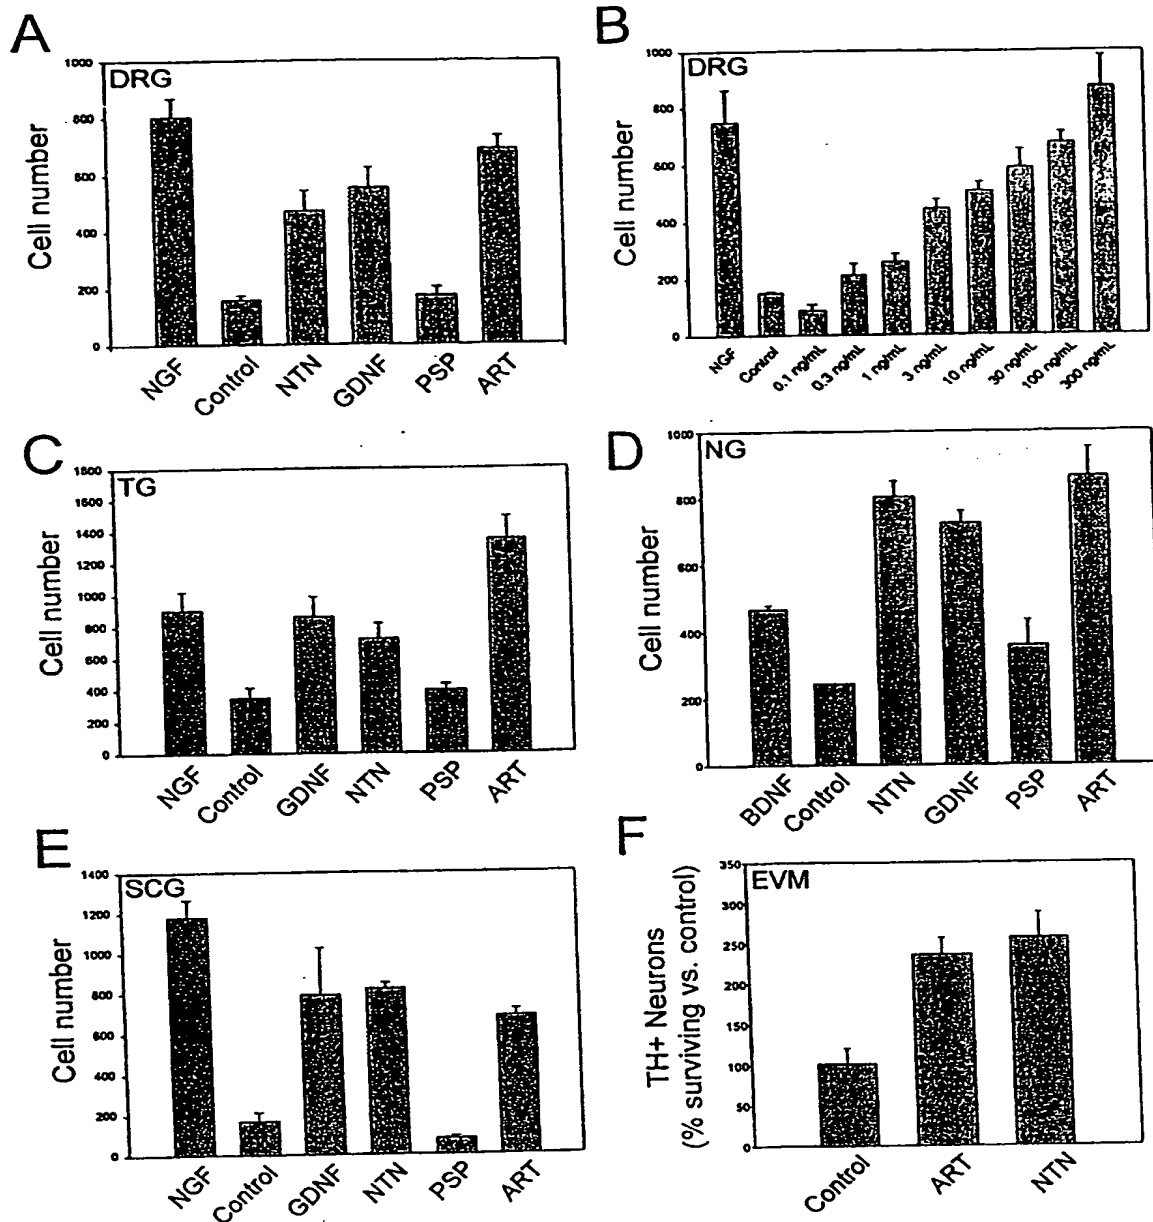 A
DRG
Cell number
1000
800
600
400
200
0
NGF
Control
NTN
GDNF
PSP
ART
B
DRG
Cell number
1000
800
600
400
200
0
NGF
Control
0.1 ng/mL
0.3 ng/mL
1 ng/mL
3 ng/mL
10 ng/mL
30 ng/mL
100 ng/mL
300 ng/mL
C
TG
Cell number
1800
1600
1400
1200
1000
800
600
400
200
0
NGF
Control
GDNF
NTN
PSP
ART
D
NG
Cell number
1000
800
600
400
200
0
BDNF
Control
NTN
GDNF
PSP
ART
E
SCG
Cell number
1400
1200
1000
800
600
400
200
0
NGF
Control
GDNF
NTN
PSP
ART
F
EVM
TH+ Neurons
(% surviving vs. control)
350
300
250
200
150
100
50
0
Control
ART
NTN